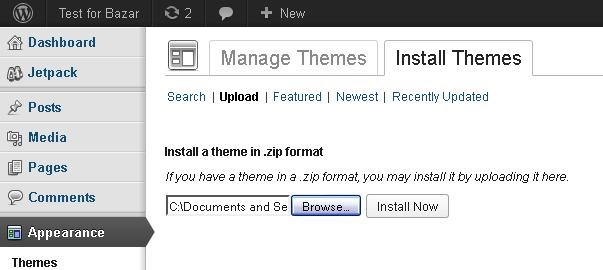 Test for Bazar 2 + New
Dashboard
Jetpack
Posts
Media
Pages
Comments
Appearance
Themes
Manage Themes Install Themes
Search | Upload | Featured | Newest | Recently Updated
Install a theme in .zip format
If you have a theme in a .zip format, you may install it by uploading it here.
C:\Documents and Se Browse... Install Now